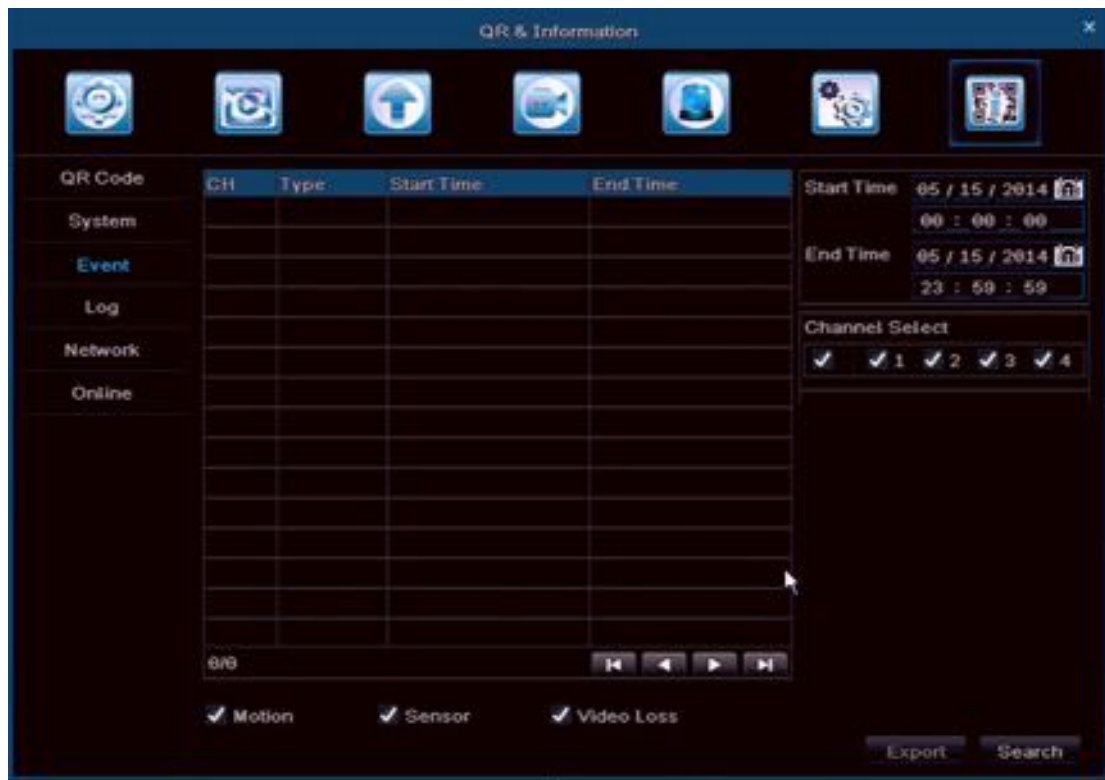 QR & Information
QR Code
System
Event
Log
Network
Online
CH Type Start Time End Time
0/0
Motion Sensor Video Loss
Start Time 05 / 15 / 2014
00 : 00 : 00
End Time 05 / 15 / 2014
23 : 59 : 59
Channel Select
1 2 3 4
Export Search